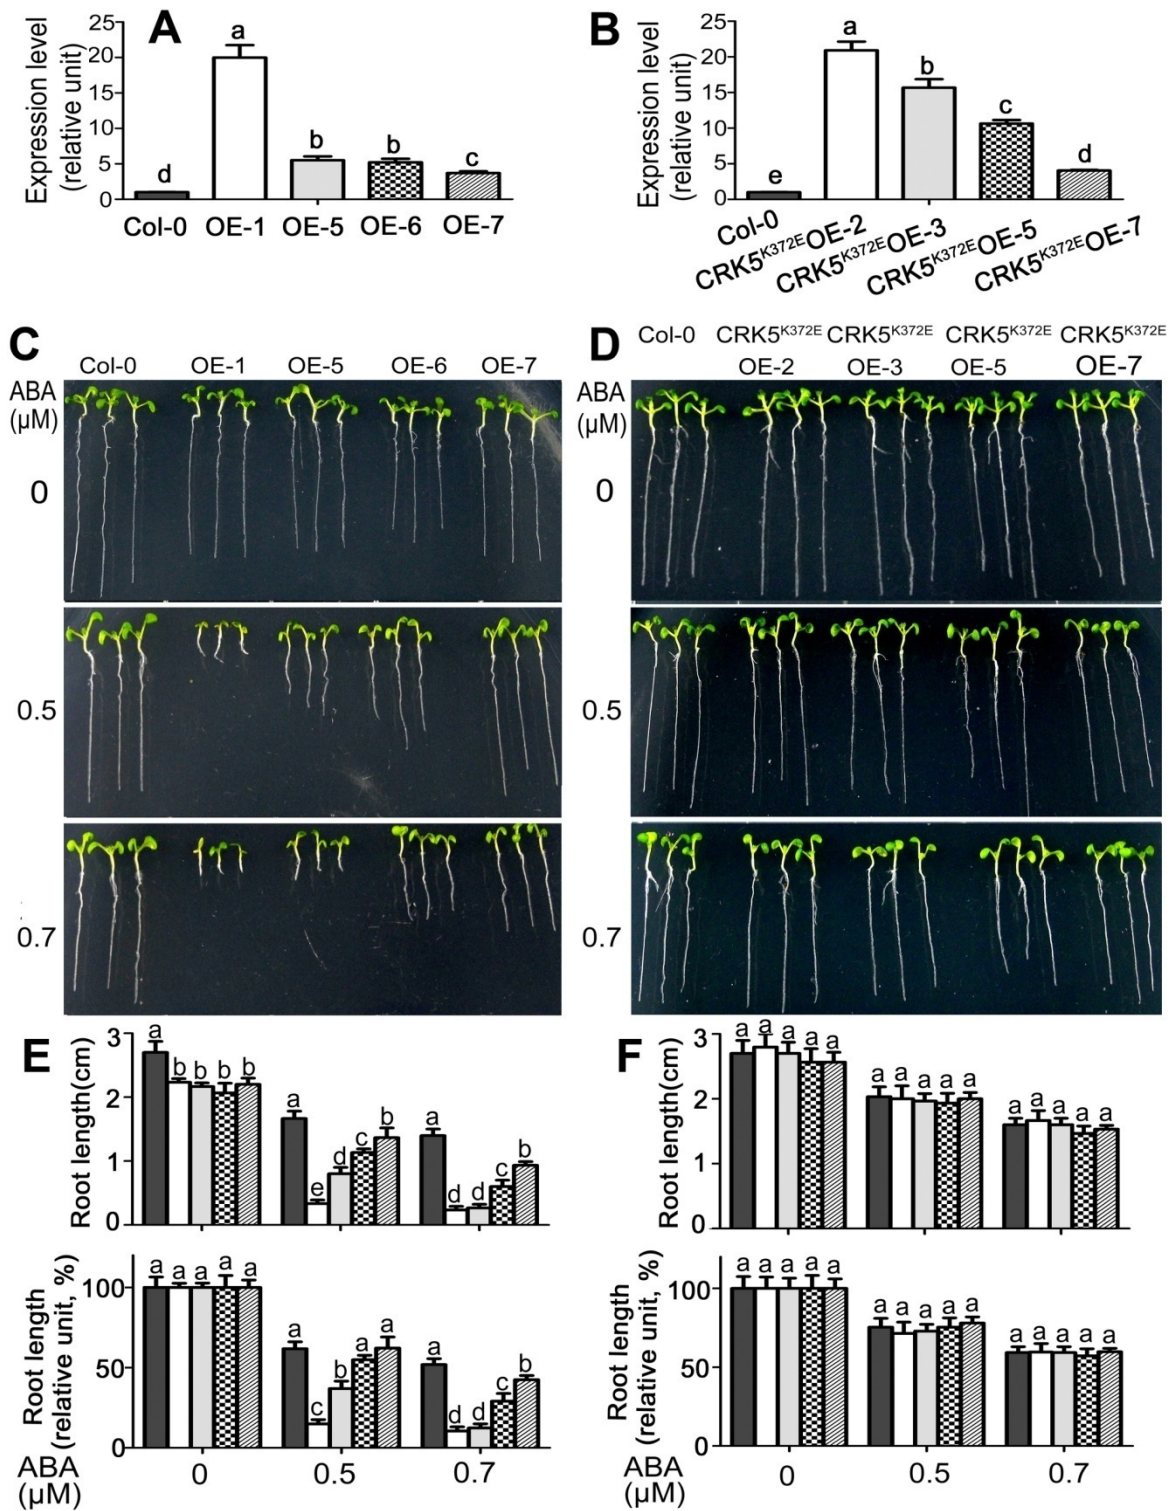 A
Expression level
(relative unit)
25
20
15
10
5
0
d
a
b
b
c
Col-0 OE-1 OE-5 OE-6 OE-7
B
Expression level
(relative unit)
25
20
15
10
5
0
e
a
b
c
d
Col-0
CRK5K372EOE-2
CRK5K372EOE-3
CRK5K372EOE-5
CRK5K372EOE-7
C
Col-0 OE-1 OE-5 OE-6 OE-7
ABA
(µM)
0
0.5
0.7
D
Col-0 CRK5K372E CRK5K372E CRK5K372E CRK5K372E
OE-2 OE-3 OE-5 OE-7
ABA
(µM)
0
0.5
0.7
E
Root length(cm)
3
2
1
0
a b b b b
a e d c b
a d d c b
Root length
(relative unit, %)
100
50
0
a a a a a
a c b a a
a d d c b
ABA
(µM)
0 0.5 0.7
F
Root length(cm)
3
2
1
0
a a a a a
a a a a a
a a a a a
Root length
(relative unit, %)
100
50
0
a a a a a
a a a a a
a a a a a
ABA
(µM)
0 0.5 0.7